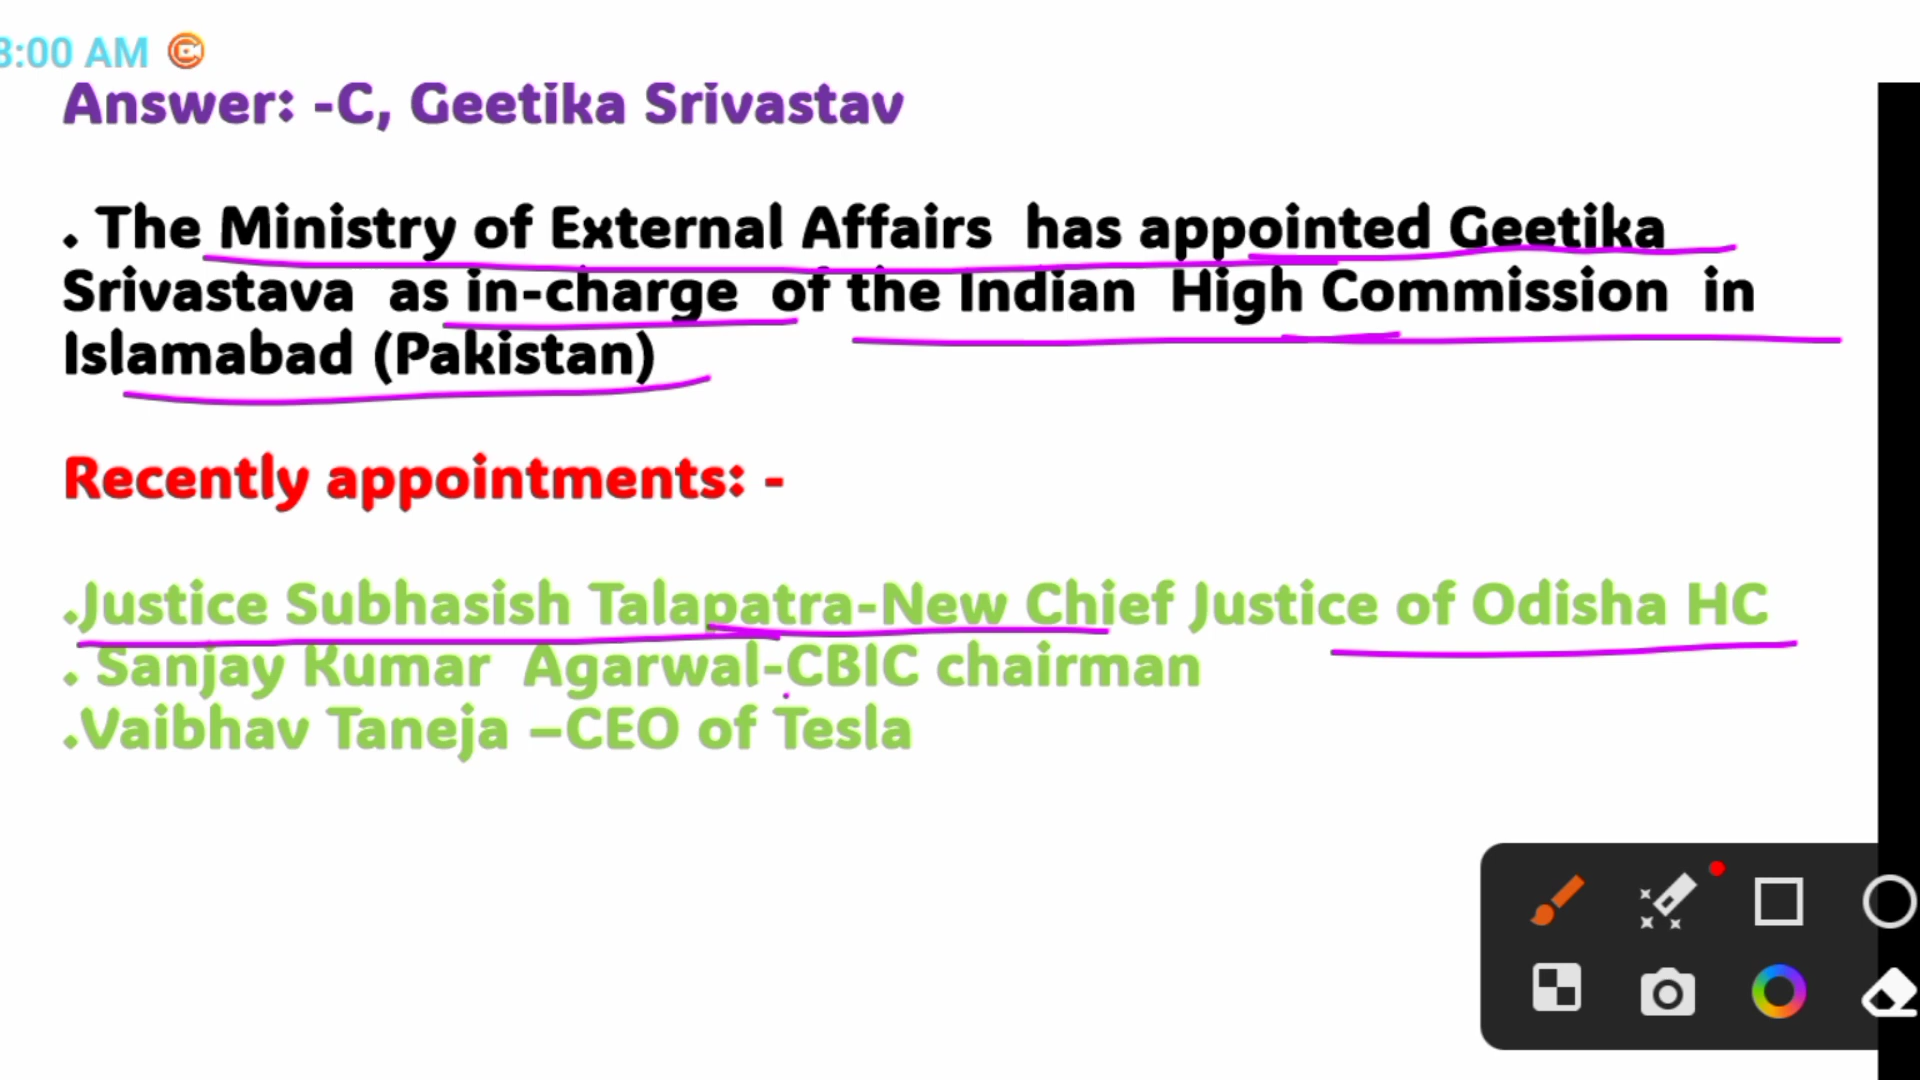 3:00 AM
Answer: -C, Geetika Srivastav
. The Ministry of External Affairs has appointed Geetika
Srivastava as in-charge of the Indian High Commission in
Islamabad (Pakistan)
Recently appointments: -
.Justice Subhasish Talapatra-New Chief Justice of Odisha HC
. Sanjay Kumar Agarwal-CBIC chairman
.Vaibhav Taneja –CEO of Tesla